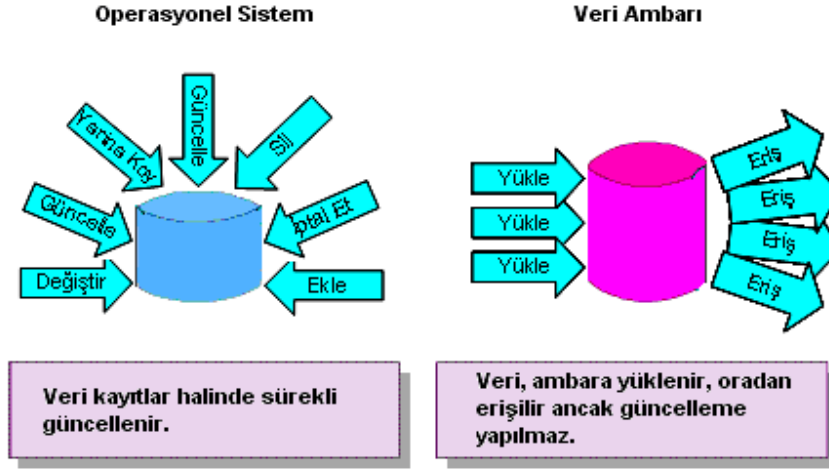 Operasyonel Sistem
Değiştir
Güncelle
Yerine Koy
Güncelle
Sil
İptal Et
Ekle
Veri kayıtlar halinde sürekli
güncellenir.
Veri Ambarı
Yükle
Yükle
Yükle
Eriş
Eriş
Eriş
Eriş
Veri, ambara yüklenir, oradan
erişilir ancak güncelleme
yapılmaz.